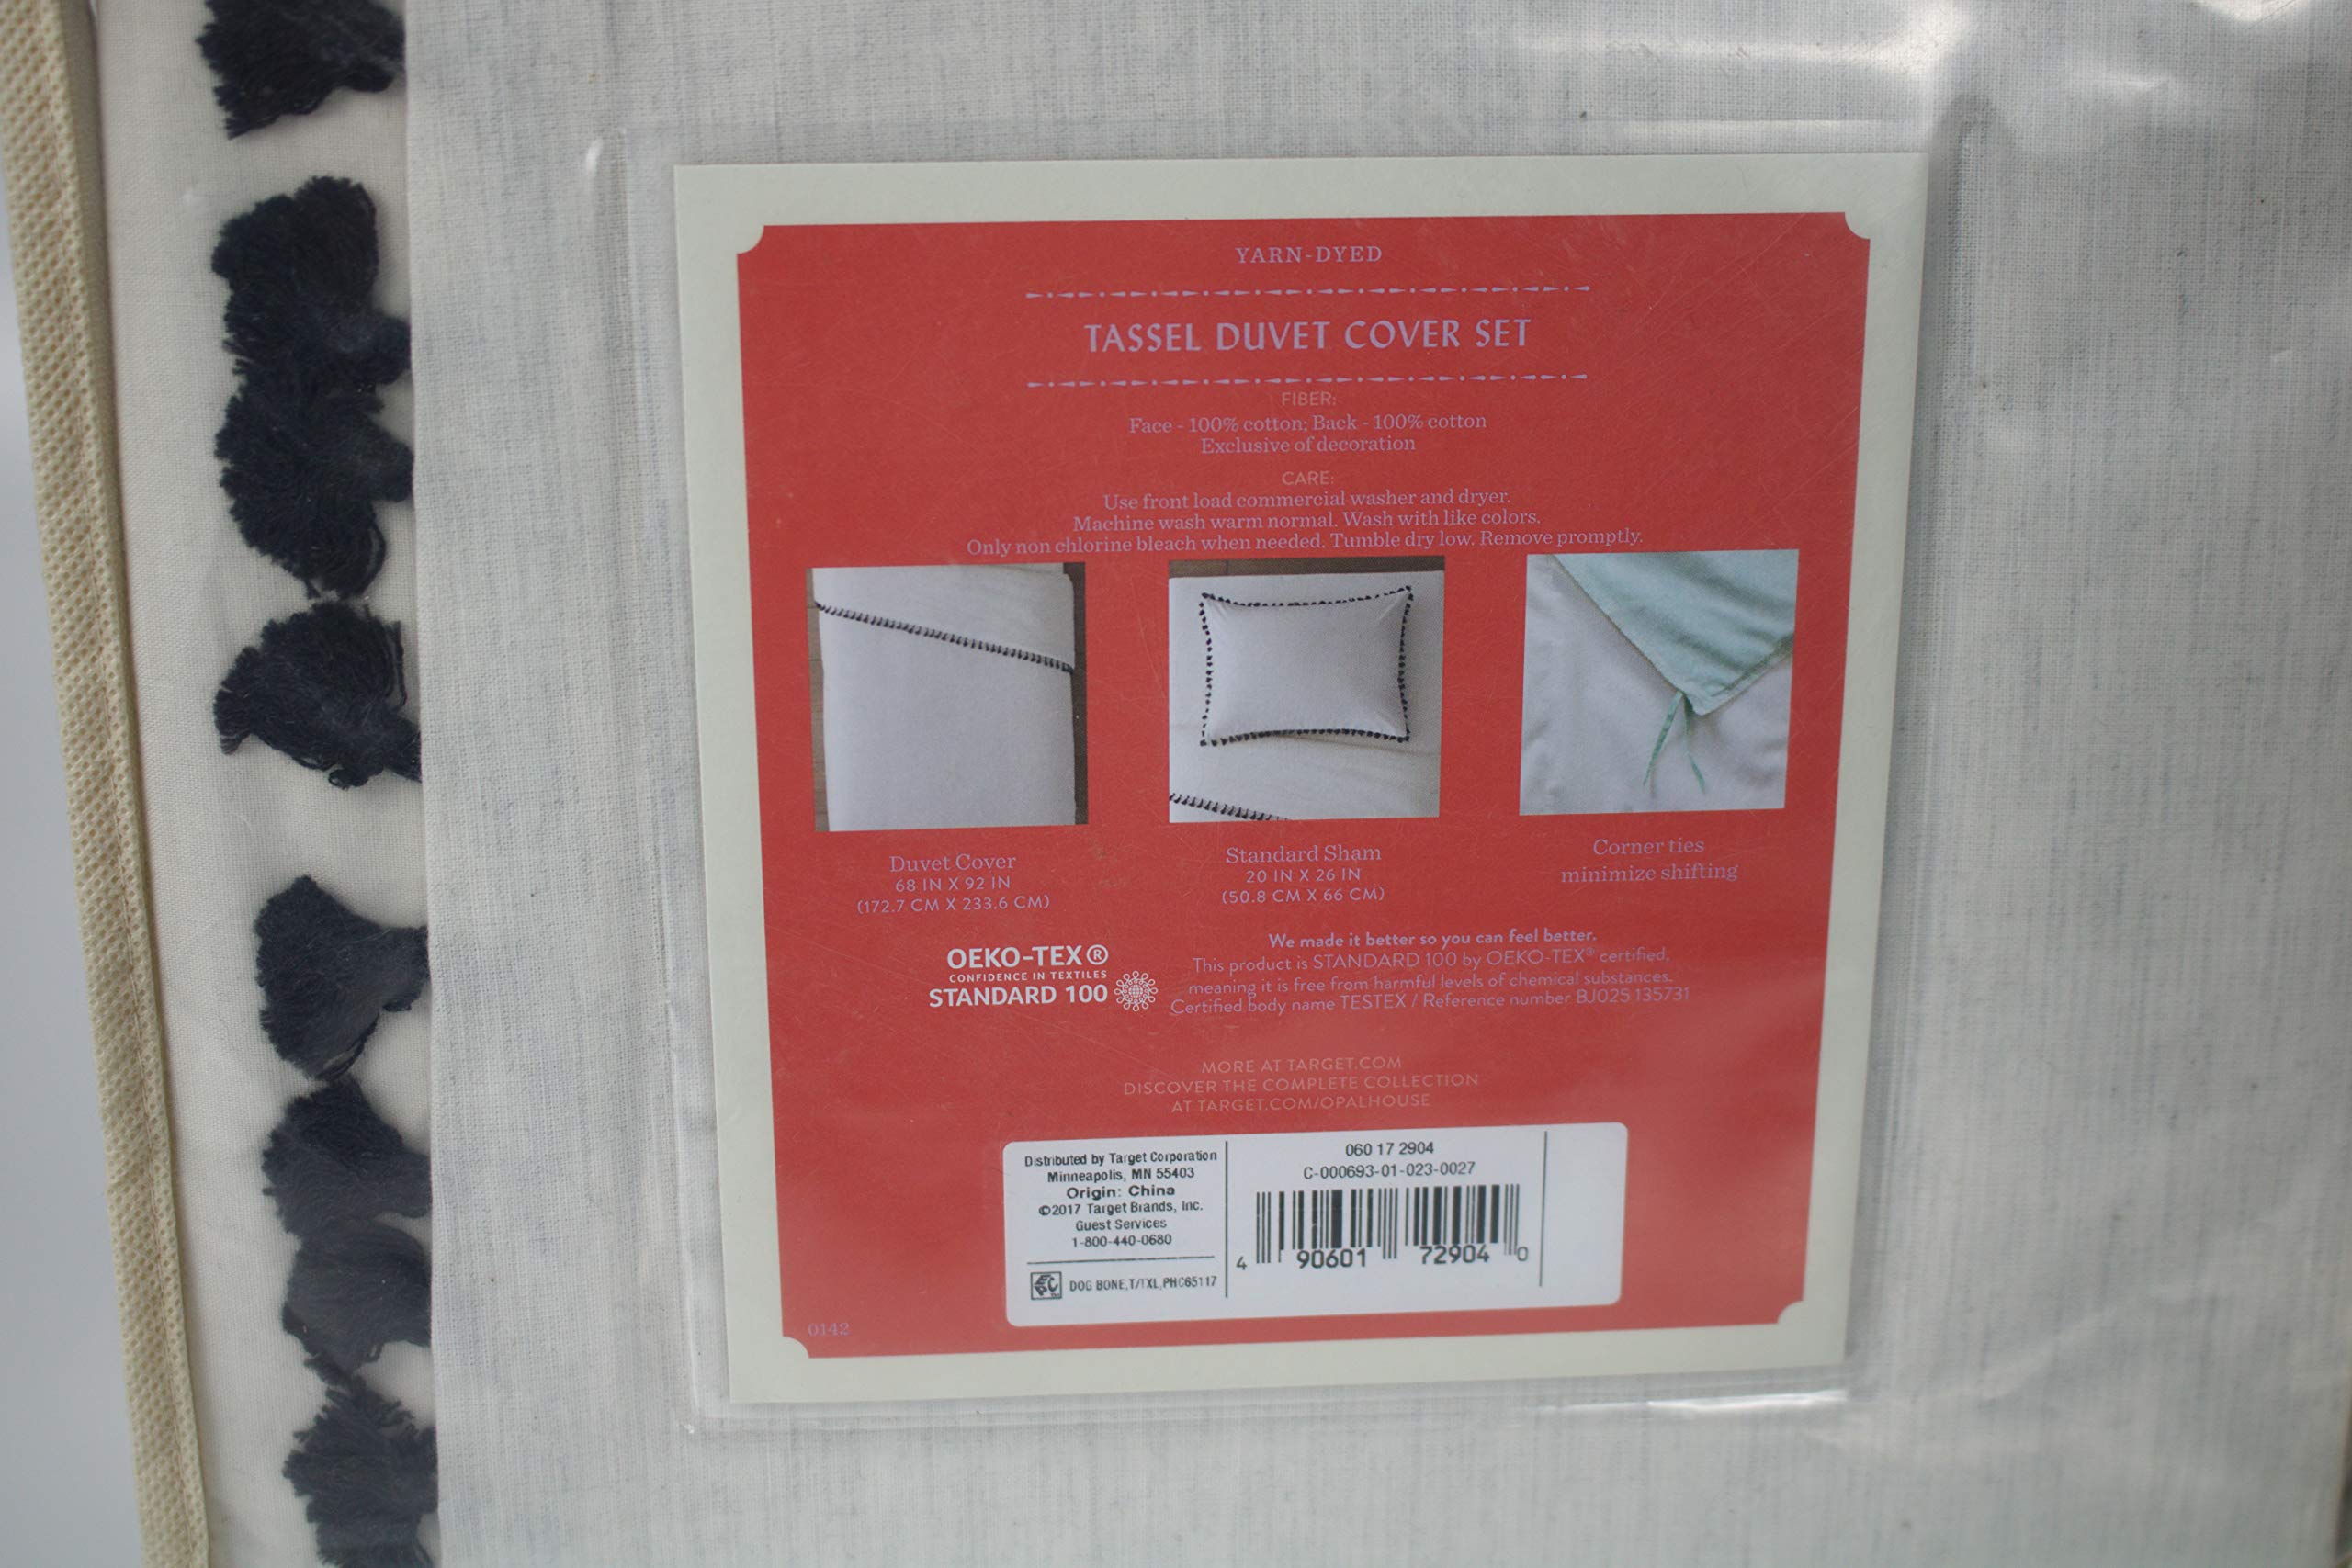 YARN-DYED
TASSEL DUVET COVER SET
FIBER:
Face - 100% cotton; Back - 100% cotton
Exclusive of decoration
CARE:
Use front load commercial washer and dryer.
Machine wash warm normal. Wash with like colors.
Only non chlorine bleach when needed. Tumble dry low. Remove promptly.
Duvet Cover
68 IN X 92 IN
(172.7 CM X 233.6 CM)
Standard Sham
20 IN X 26 IN
(50.8 CM X 66 CM)
Corner ties
minimize shifting
OEKO-TEX®
CONFIDENCE IN TEXTILES
STANDARD 100
We made it better so you can feel better.
This product is STANDARD 100 by OEKO-TEX® certified,
meaning it is free from harmful levels of chemical substances.
Certified body name TESTEX / Reference number BJ025 135731
MORE AT TARGET.COM
DISCOVER THE COMPLETE COLLECTION
AT TARGET.COM/OPALHOUSE
Distributed by Target Corporation
Minneapolis, MN 55403
Origin: China
©2017 Target Brands, Inc.
Guest Services
1-800-440-0680
DOG BONE,T/TXL,PHC65117
060 17 2904
C-000693-01-023-0027
4 90601 72904 0
0142